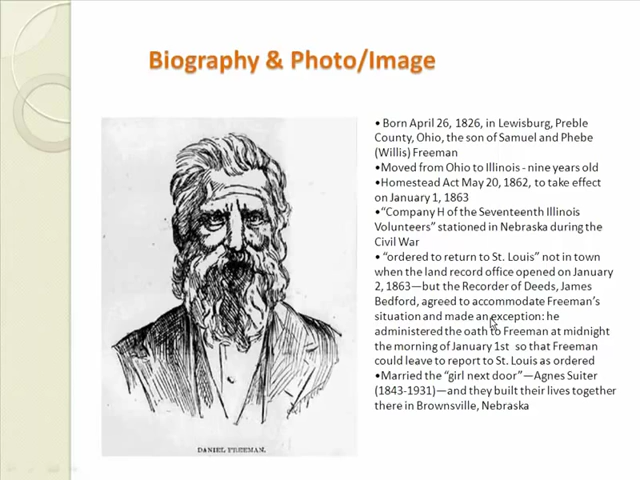 Biography & Photo/Image
• Born April 26, 1826, in Lewisburg, Preble
County, Ohio, the son of Samuel and Phebe
(Willis) Freeman
•Moved from Ohio to Illinois - nine years old
•Homestead Act May 20, 1862, to take effect
on January 1, 1863
•"Company H of the Seventeenth Illinois
Volunteers" stationed in Nebraska during the
Civil War
• "ordered to return to St. Louis" not in town
when the land record office opened on January
2, 1863—but the Recorder of Deeds, James
Bedford, agreed to accommodate Freeman's
situation and made an exception: he
administered the oath to Freeman at midnight
the morning of January 1st  so that Freeman
could leave to report to St. Louis as ordered
•Married the "girl next door"—Agnes Suiter
(1843-1931)—and they built their lives together
there in Brownsville, Nebraska
DANIEL FREEMAN.